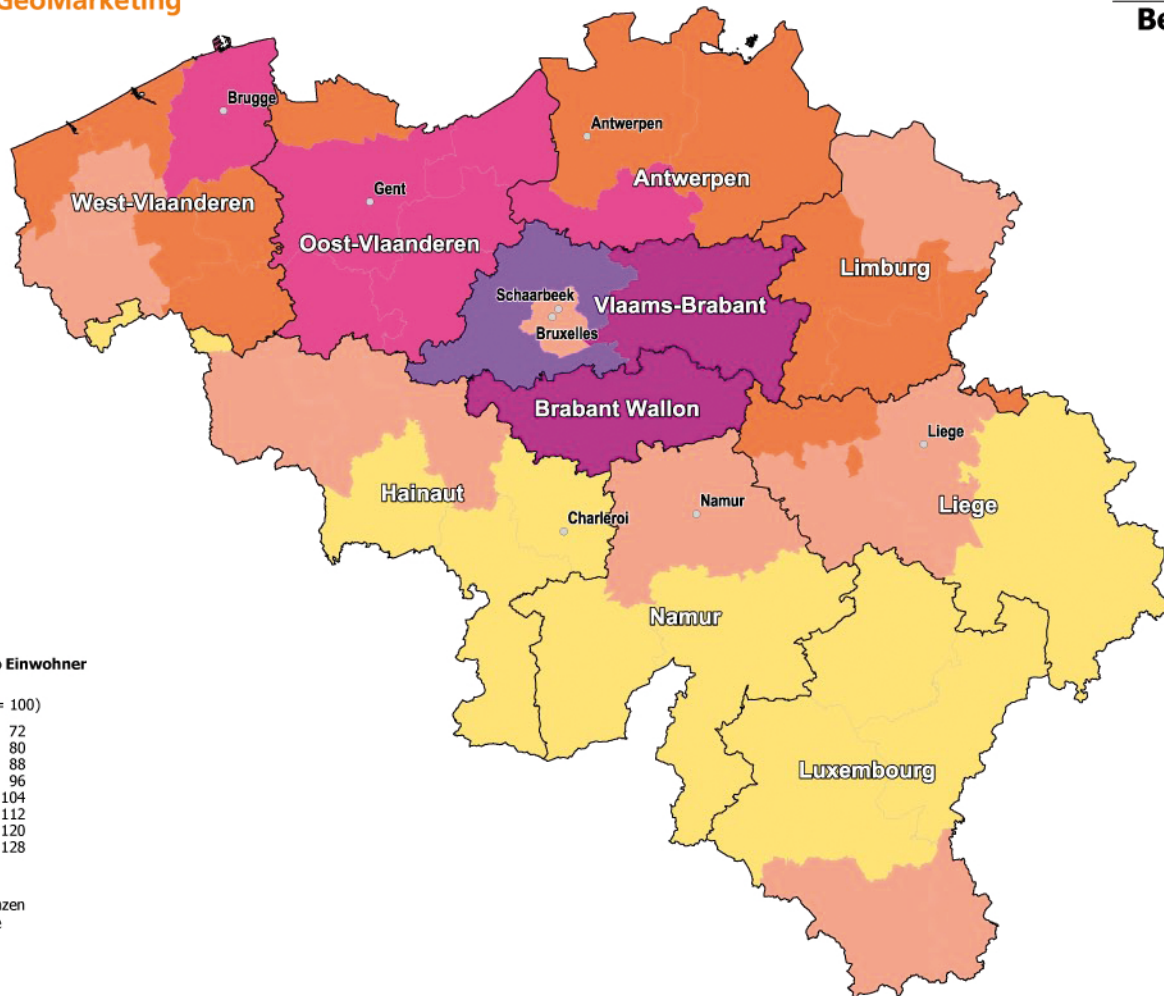 GeoMarketing
Be
Brugge
Antwerpen
Antwerpen
Gent
West-Vlaanderen
Oost-Vlaanderen
Limburg
Schaarbeek
Vlaams-Brabant
Bruxelles
Brabant Wallon
Liege
Hainaut
Namur
Liege
Charleroi
Namur
Einwohner
= 100)
72
80
88
96
104
112
120
128
Luxembourg